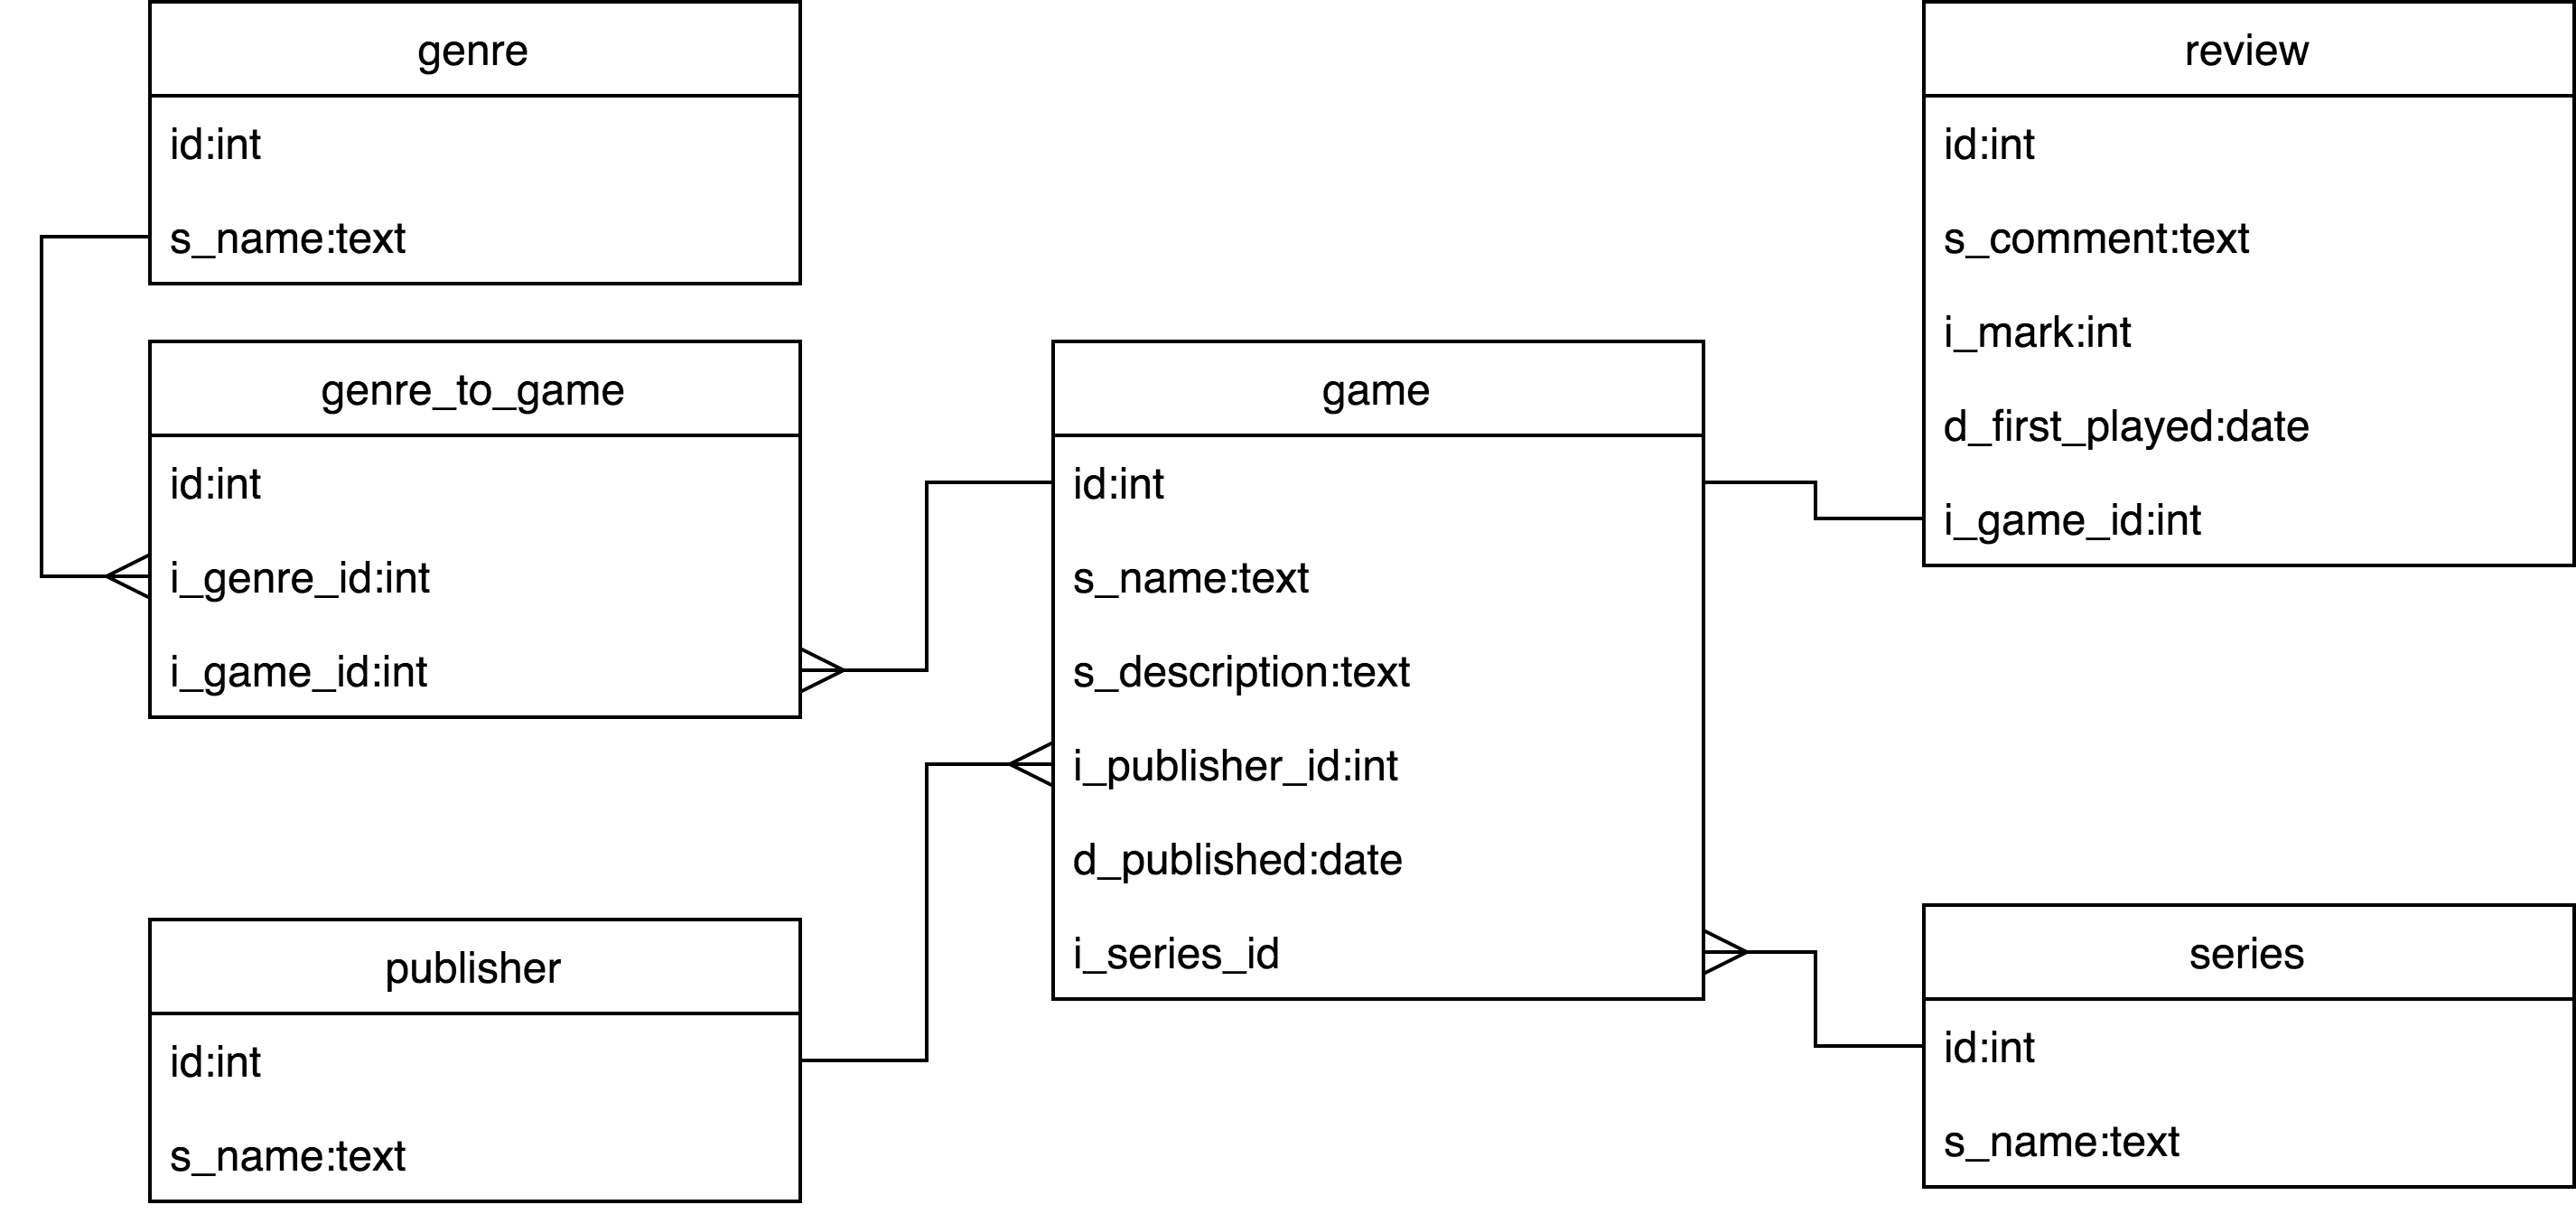 genre
id:int
s_name:text
genre_to_game
id:int
i_genre_id:int
i_game_id:int
publisher
id:int
s_name:text
game
id:int
s_name:text
s_description:text
i_publisher_id:int
d_published:date
i_series_id
review
id:int
s_comment:text
i_mark:int
d_first_played:date
i_game_id:int
series
id:int
s_name:text